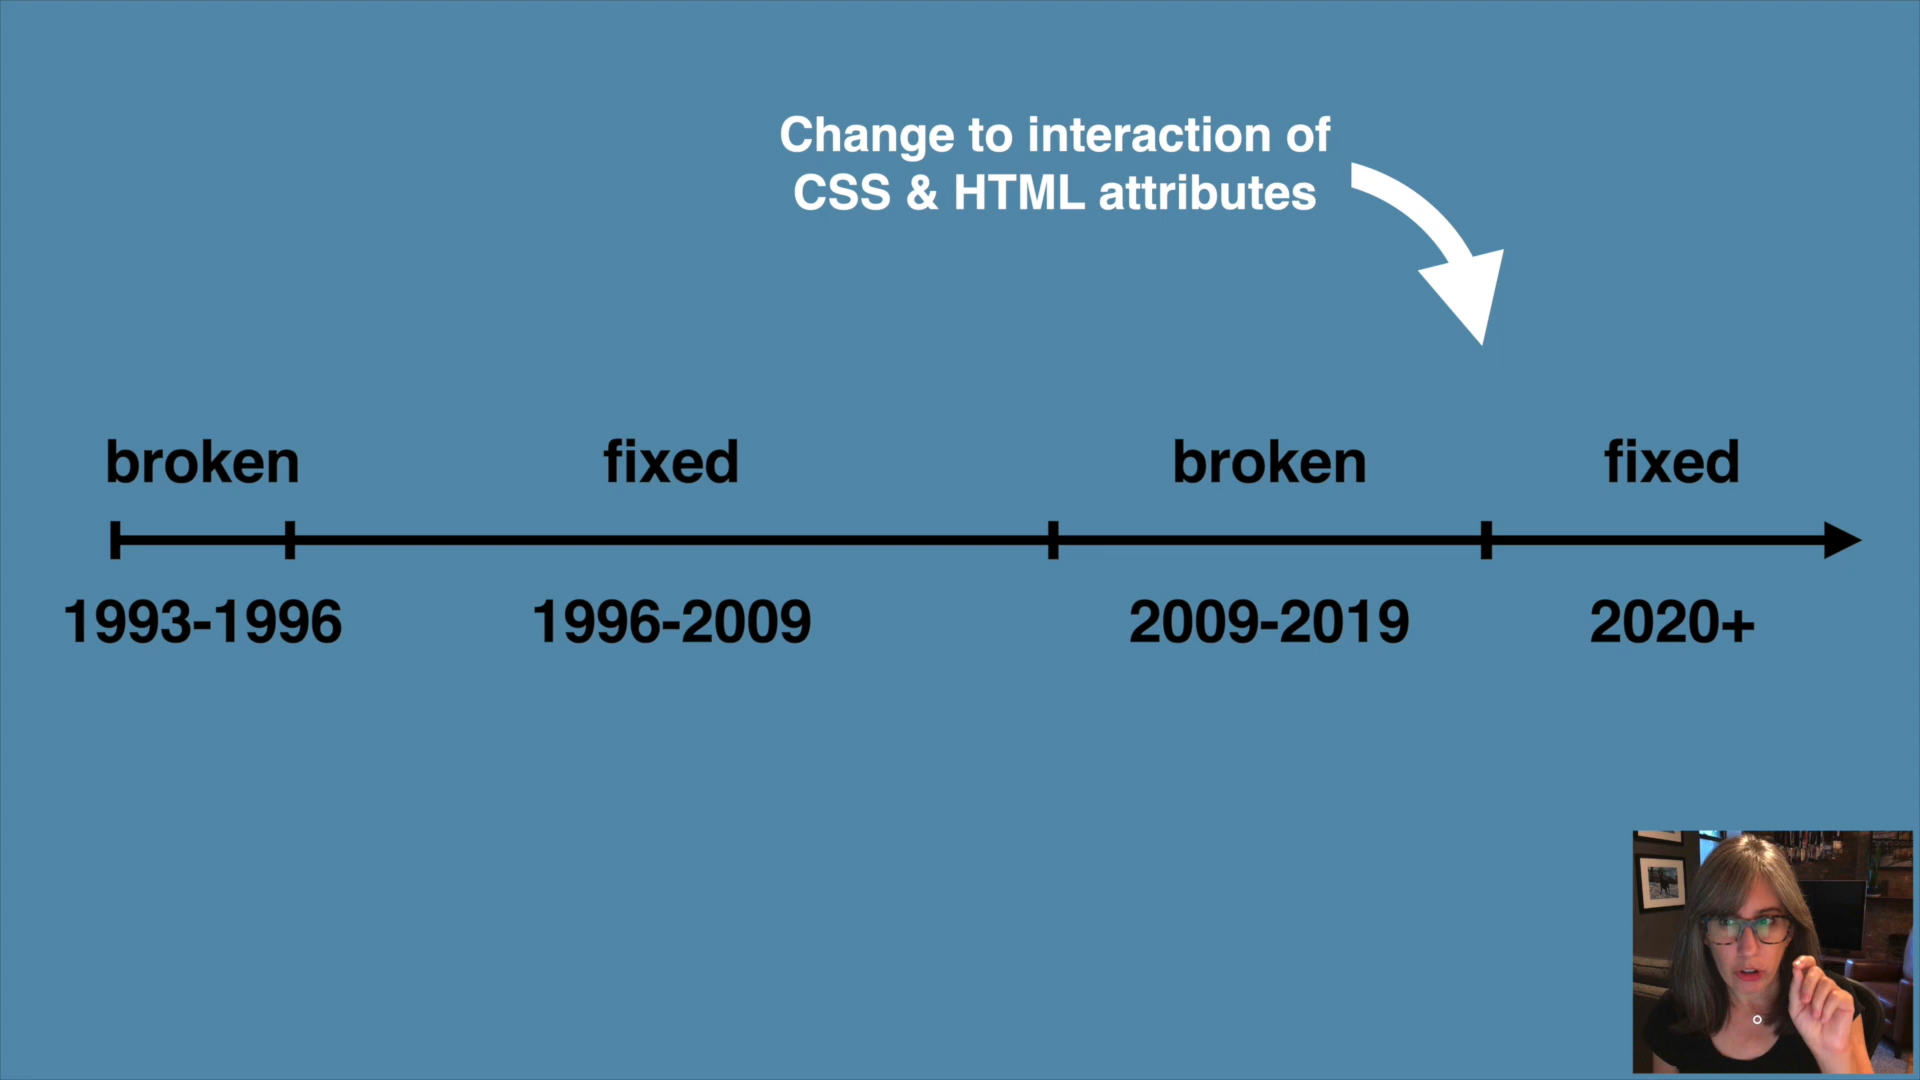 Change to interaction of
CSS & HTML attributes
broken
fixed
broken
fixed
1993-1996
1996-2009
2009-2019
2020+